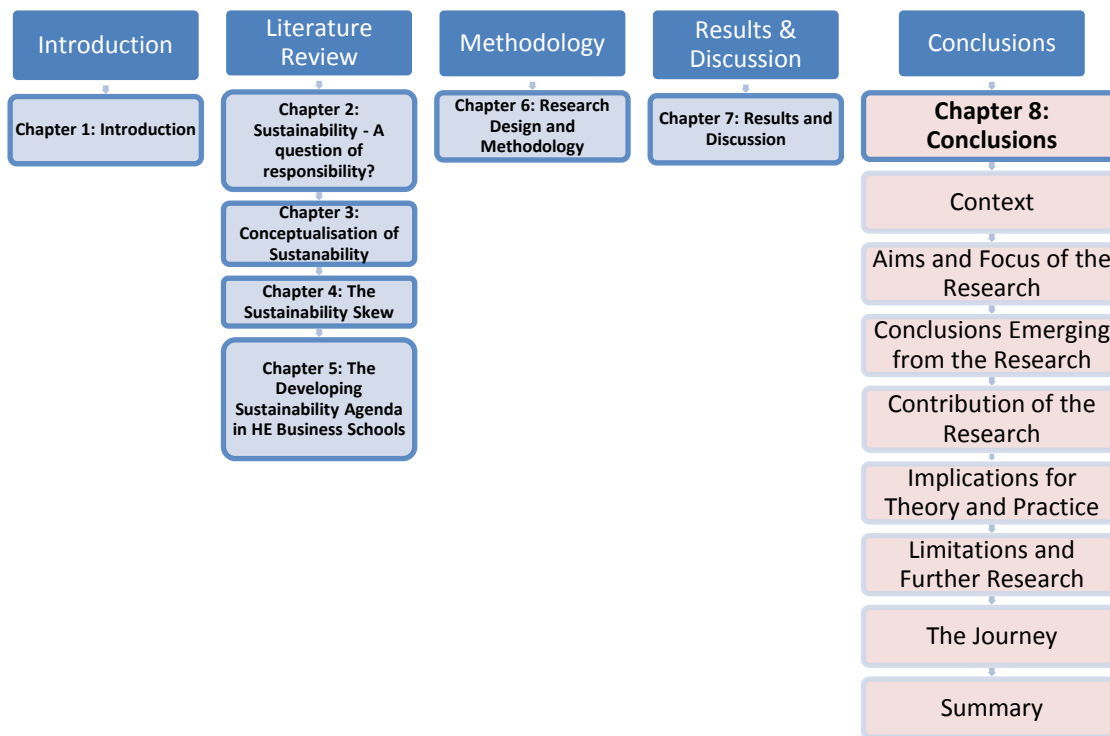 Introduction
Chapter 1: Introduction
Literature
Review
Chapter 2:
Sustainability - A
question of
responsibility?
Chapter 3:
Conceptualisation of
Sustanability
Chapter 4: The
Sustainability Skew
Chapter 5: The
Developing
Sustainability Agenda
in HE Business Schools
Methodology
Chapter 6: Research
Design and
Methodology
Results &
Discussion
Chapter 7: Results and
Discussion
Conclusions
Chapter 8:
Conclusions
Context
Aims and Focus of the
Research
Conclusions Emerging
from the Research
Contribution of the
Research
Implications for
Theory and Practice
Limitations and
Further Research
The Journey
Summary